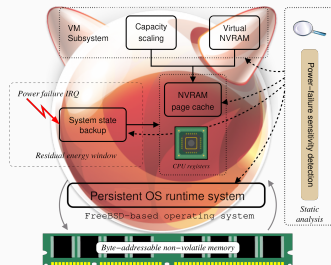 VM
Subsystem
Capacity
scaling
Virtual
NVRAM
Power failure IRQ
NVRAM
page cache
System state
backup
CPU registers
Residual energy window
Power-failure sensitivity detection
Static
analysis
Persistent OS runtime system
FreeBSD-based operating system
Byte-addressable non-volatile memory